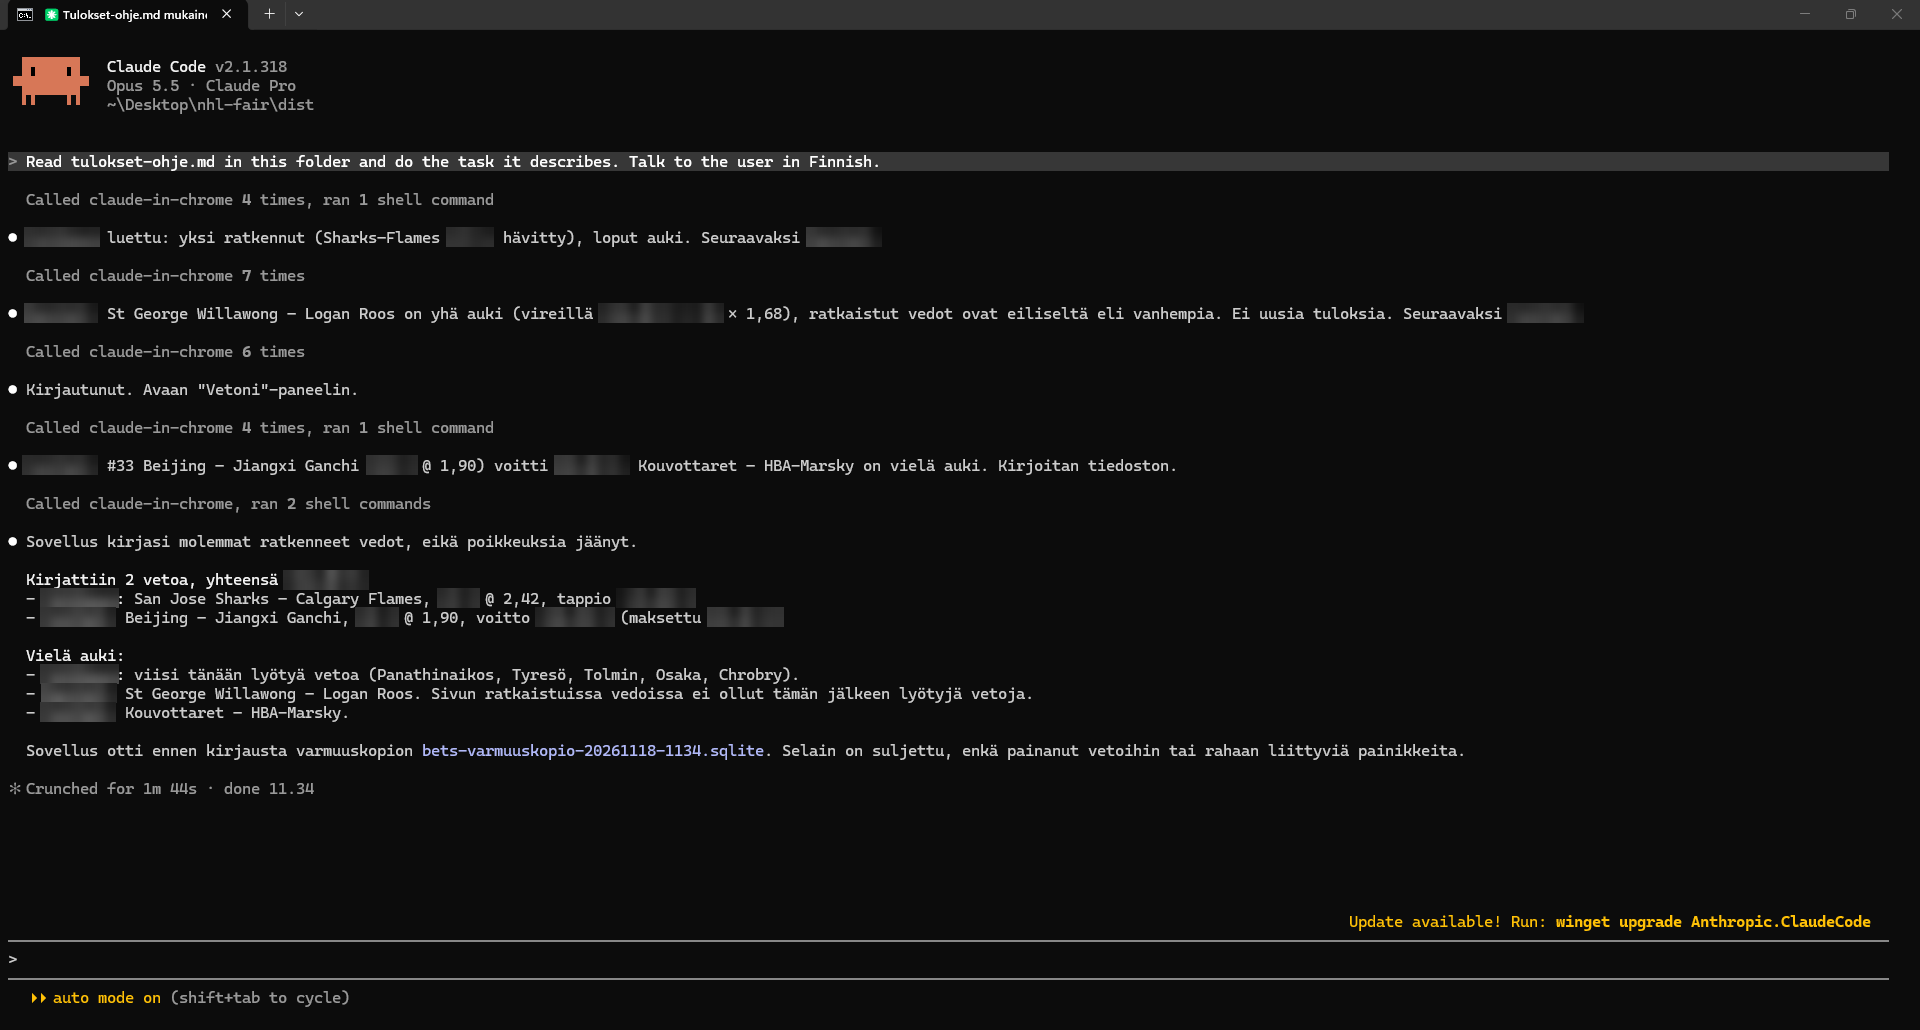 Tulokset-ohje.md mukain
Claude Code v2.1.318
Opus 5.5 · Claude Pro
~\Desktop\nhl-fair\dist
> Read tulokset-ohje.md in this folder and do the task it describes. Talk to the user in Finnish.
Called claude-in-chrome 4 times, ran 1 shell command
● luettu: yksi ratkennut (Sharks-Flames hävitty), loput auki. Seuraavaksi
Called claude-in-chrome 7 times
● St George Willawong – Logan Roos on yhä auki (vireillä × 1,68), ratkaistut vedot ovat eiliseltä eli vanhempia. Ei uusia tuloksia. Seuraavaksi
Called claude-in-chrome 6 times
● Kirjautunut. Avaan "Vetoni"-paneelin.
Called claude-in-chrome 4 times, ran 1 shell command
● #33 Beijing – Jiangxi Ganchi @ 1,90) voitti Kouvottaret – HBA-Marsky on vielä auki. Kirjoitan tiedoston.
Called claude-in-chrome, ran 2 shell commands
● Sovellus kirjasi molemmat ratkenneet vedot, eikä poikkeuksia jäänyt.
Kirjattiin 2 vetoa, yhteensä
- : San Jose Sharks – Calgary Flames, @ 2,42, tappio
- Beijing – Jiangxi Ganchi, @ 1,90, voitto (maksettu
Vielä auki:
- : viisi tänään lyötyä vetoa (Panathinaikos, Tyresö, Tolmin, Osaka, Chrobry).
- St George Willawong – Logan Roos. Sivun ratkaistuissa vedoissa ei ollut tämän jälkeen lyötyjä vetoja.
- Kouvottaret – HBA-Marsky.
Sovellus otti ennen kirjausta varmuuskopion bets-varmuuskopio-20261118-1134.sqlite. Selain on suljettu, enkä painanut vetoihin tai rahaan liittyviä painikkeita.
✻ Crunched for 1m 44s · done 11.34
Update available! Run: winget upgrade Anthropic.ClaudeCode
>
⏵⏵ auto mode on (shift+tab to cycle)